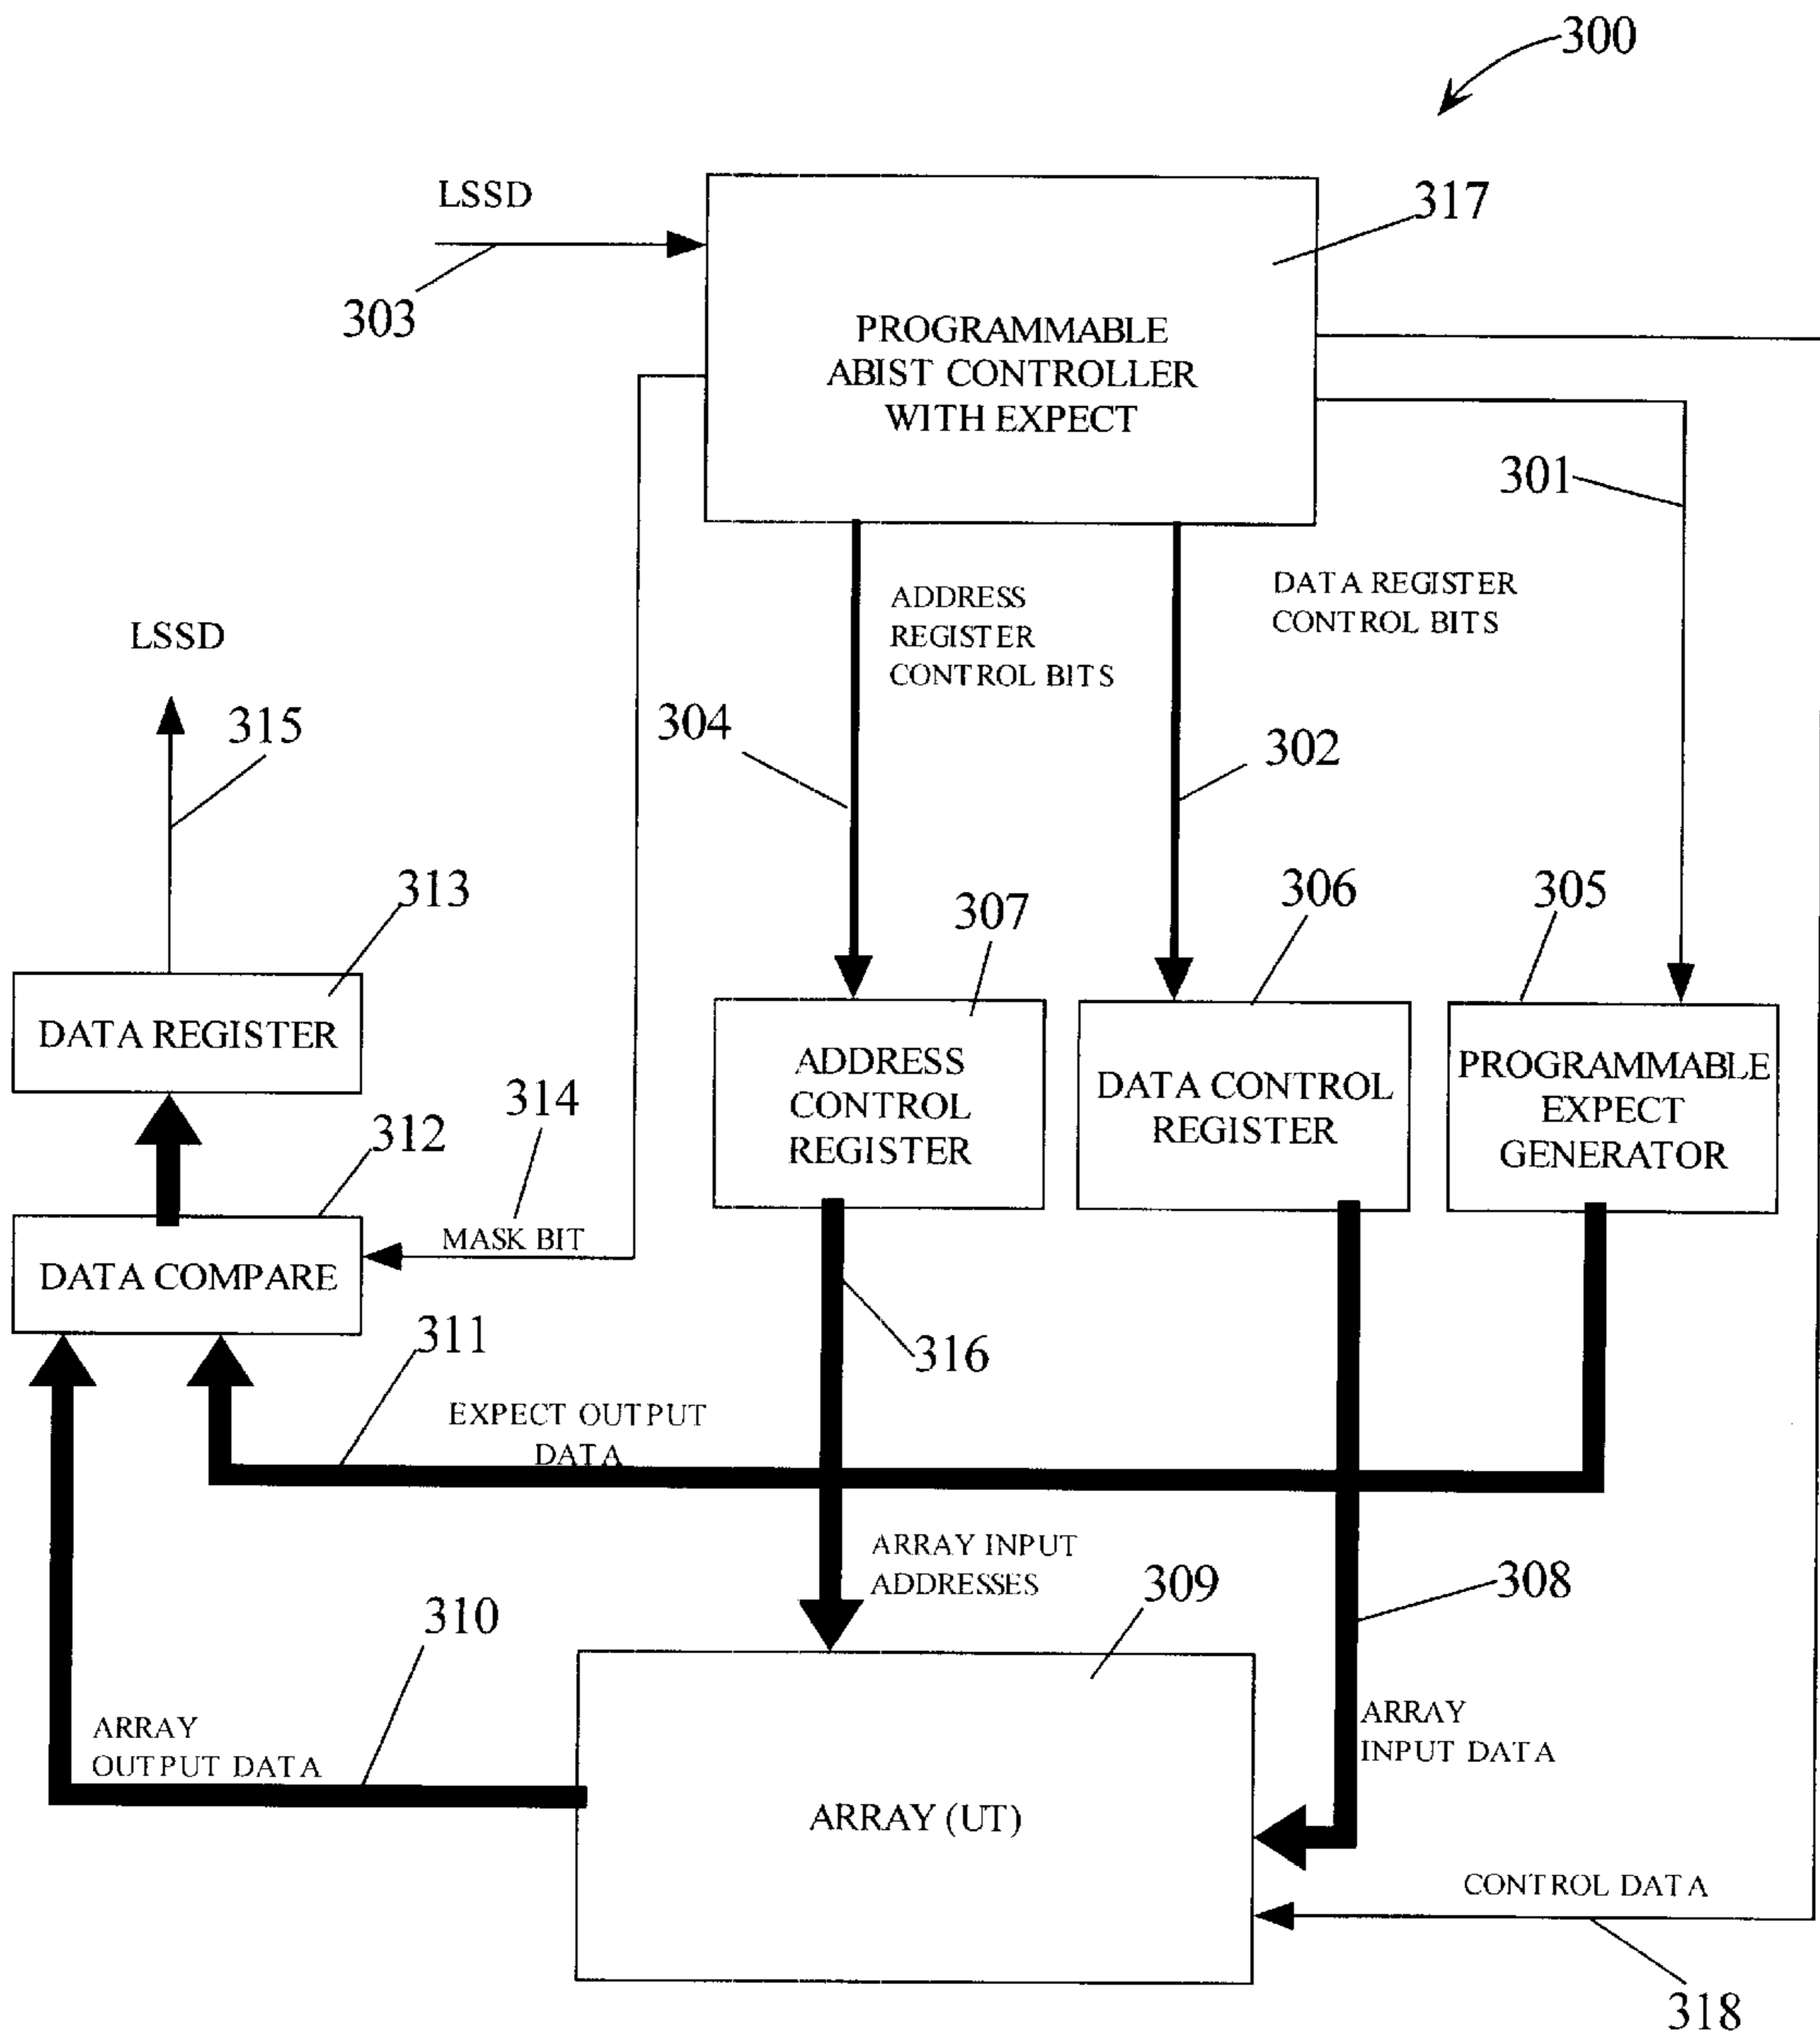 300
LSSD
317
303
PROGRAMMABLE
ABIST CONTROLLER
WITH EXPECT
301
ADDRESS
REGISTER
CONTROL BITS
DATA REGISTER
CONTROL BITS
LSSD
315
304
302
313
307
306
305
DATA REGISTER
ADDRESS
CONTROL
REGISTER
DATA CONTROL
REGISTER
PROGRAMMABLE
EXPECT
GENERATOR
314
312
MASK BIT
DATA COMPARE
311
316
EXPECT OUTPUT
DATA
ARRAY INPUT
ADDRESSES
309
308
310
ARRAY
OUTPUT DATA
ARRAY
INPUT DATA
ARRAY (UT)
CONTROL DATA
318